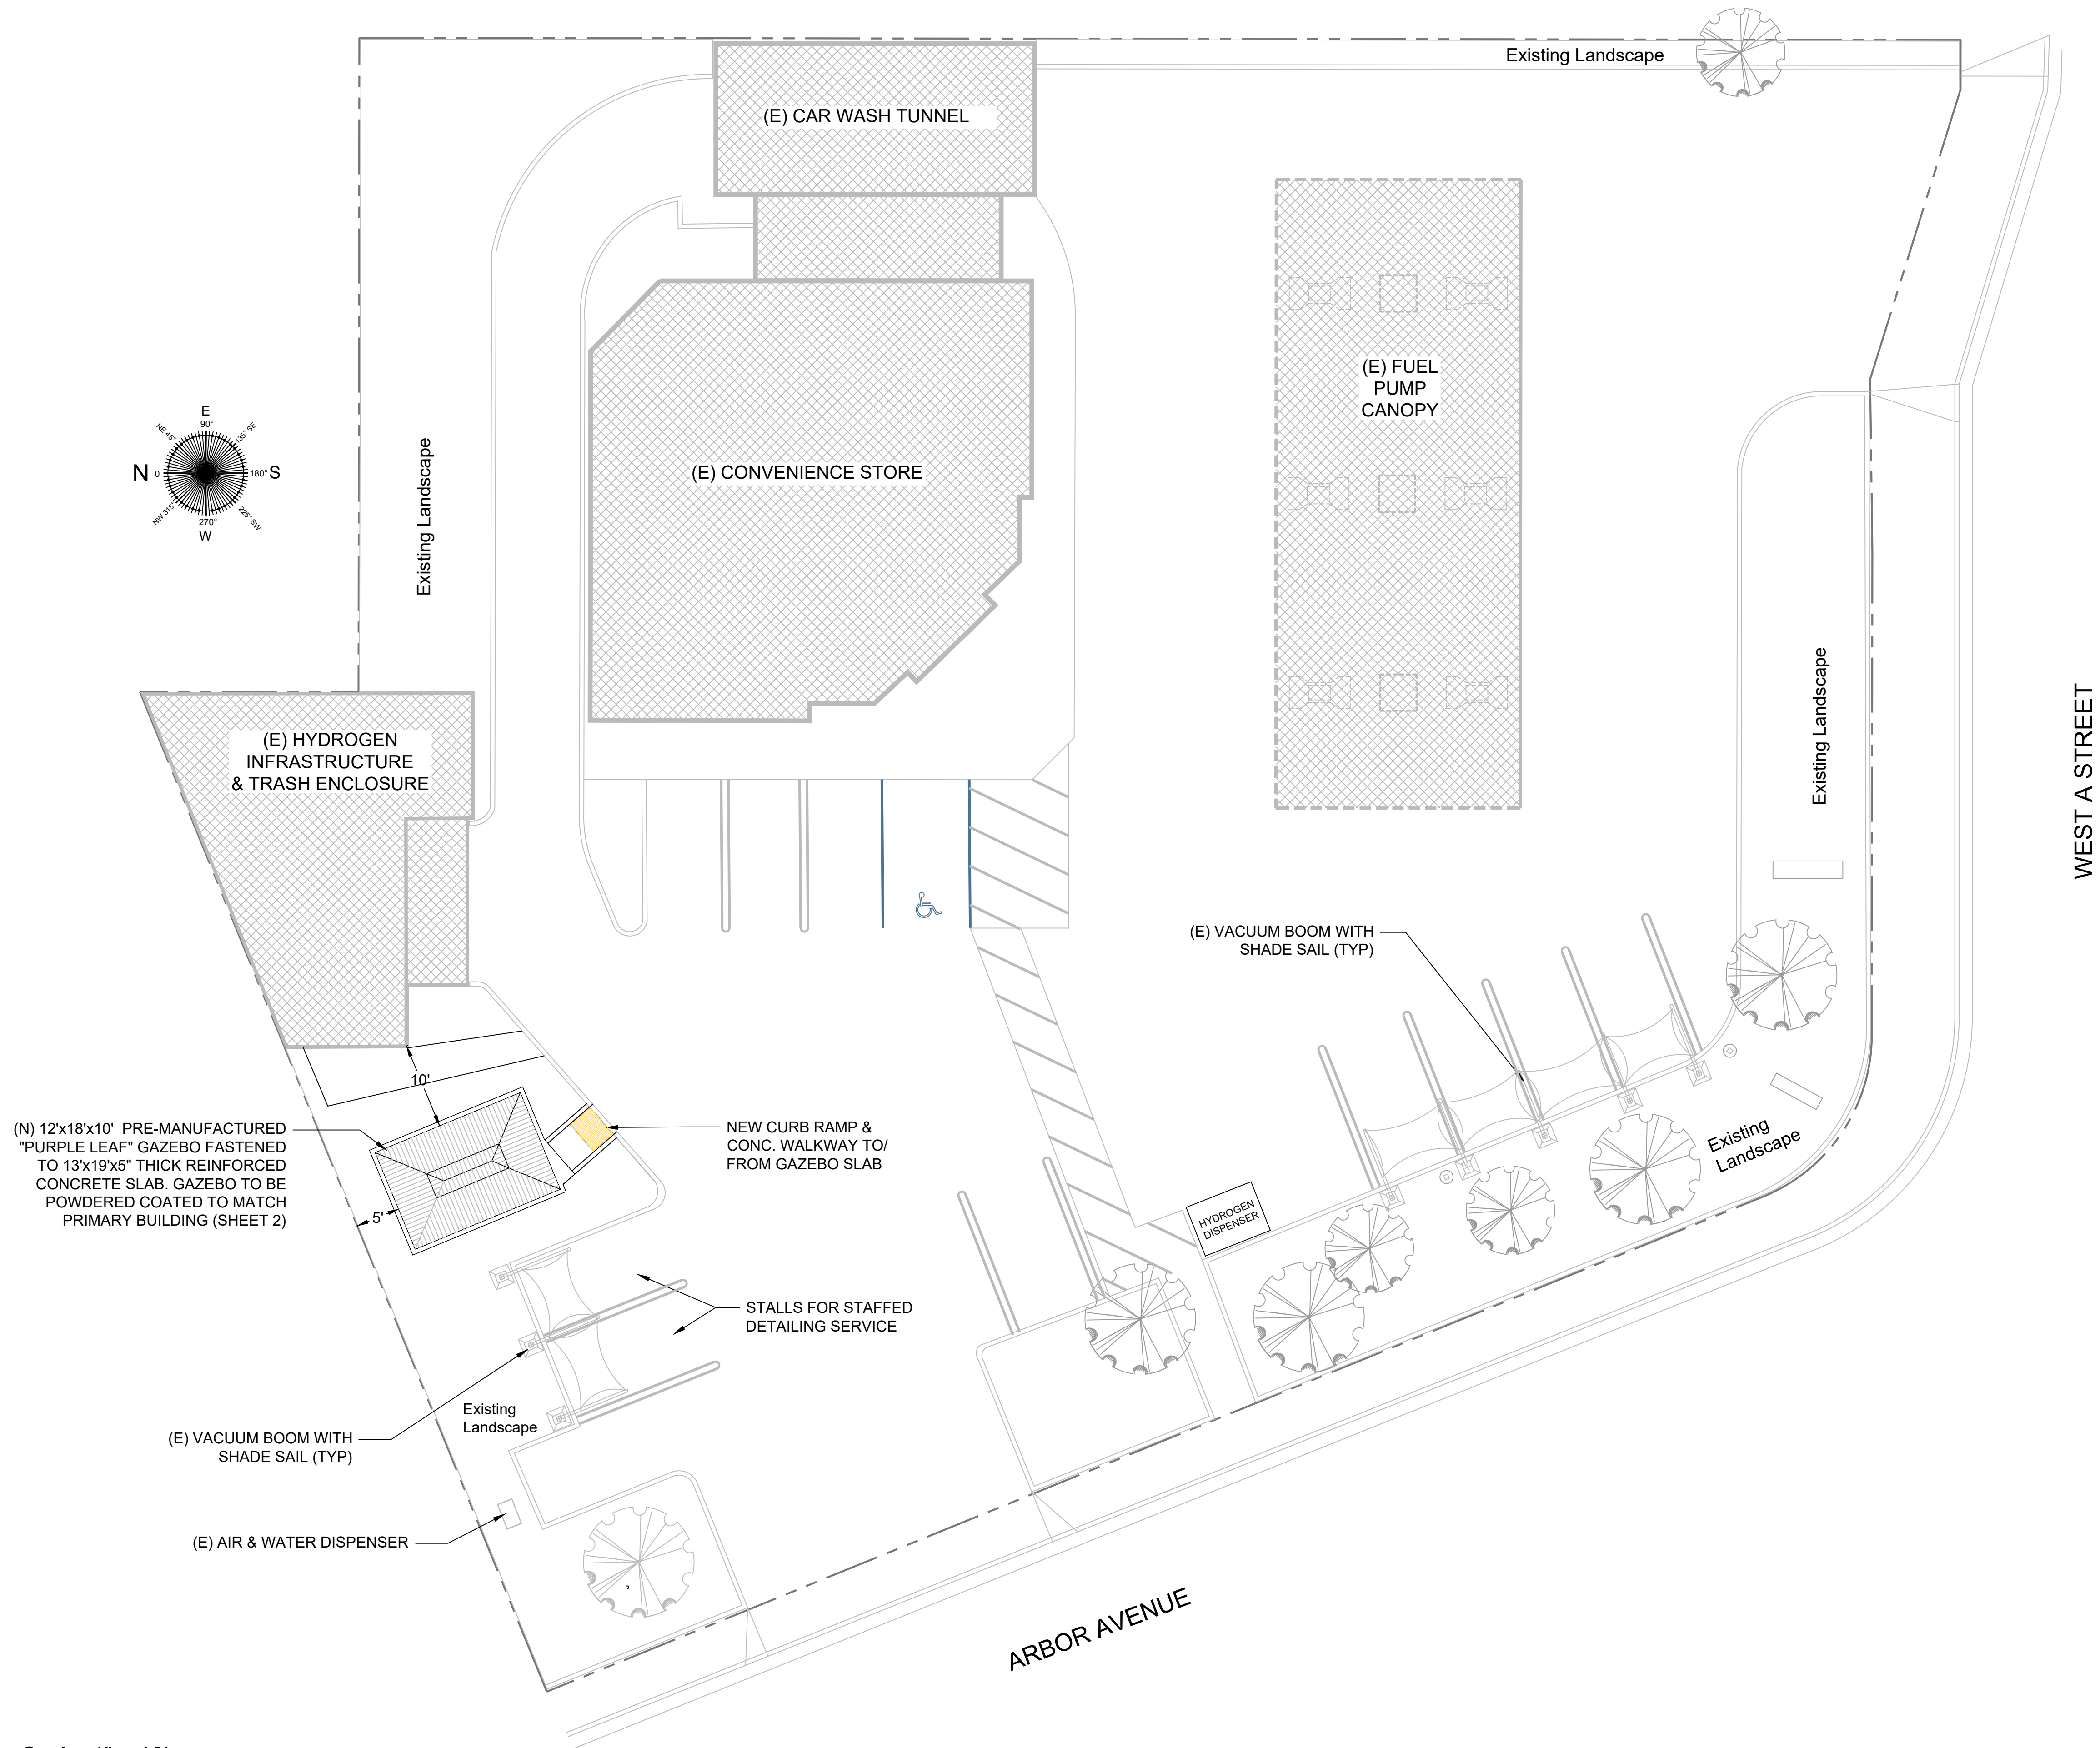 Existing Landscape
(E) CAR WASH TUNNEL
(E) FUEL
PUMP
CANOPY
E
90°
NE 45°
135° SE
N 0
180° S
NW 315°
225° SW
270°
W
Existing Landscape
(E) CONVENIENCE STORE
Existing Landscape
WEST A STREET
(E) HYDROGEN
INFRASTRUCTURE
& TRASH ENCLOSURE
(E) VACUUM BOOM WITH
SHADE SAIL (TYP)
10'
(N) 12'x18'x10' PRE-MANUFACTURED
"PURPLE LEAF" GAZEBO FASTENED
TO 13'x19'x5" THICK REINFORCED
CONCRETE SLAB. GAZEBO TO BE
POWDERED COATED TO MATCH
PRIMARY BUILDING (SHEET 2)
5'
NEW CURB RAMP &
CONC. WALKWAY TO/
FROM GAZEBO SLAB
Existing
Landscape
HYDROGEN
DISPENSER
STALLS FOR STAFFED
DETAILING SERVICE
Existing
Landscape
(E) VACUUM BOOM WITH
SHADE SAIL (TYP)
(E) AIR & WATER DISPENSER
ARBOR AVENUE